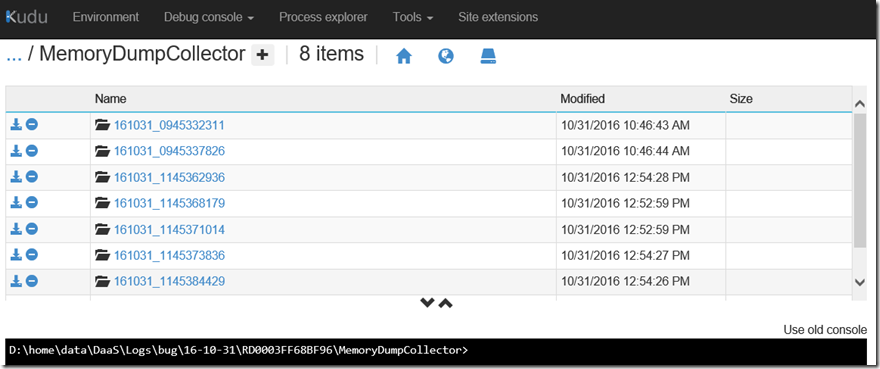 Kudu Environment Debug console Process explorer Tools Site extensions
... / MemoryDumpCollector + 8 items
Name Modified Size
161031_0945332311 10/31/2016 10:46:43 AM
161031_0945337826 10/31/2016 10:46:44 AM
161031_1145362936 10/31/2016 12:54:28 PM
161031_1145368179 10/31/2016 12:52:59 PM
161031_1145371014 10/31/2016 12:52:59 PM
161031_1145373836 10/31/2016 12:54:27 PM
161031_1145384429 10/31/2016 12:54:26 PM
Use old console
D:\home\data\DaaS\Logs\bug\16-10-31\RD0003FF68BF96\MemoryDumpCollector>